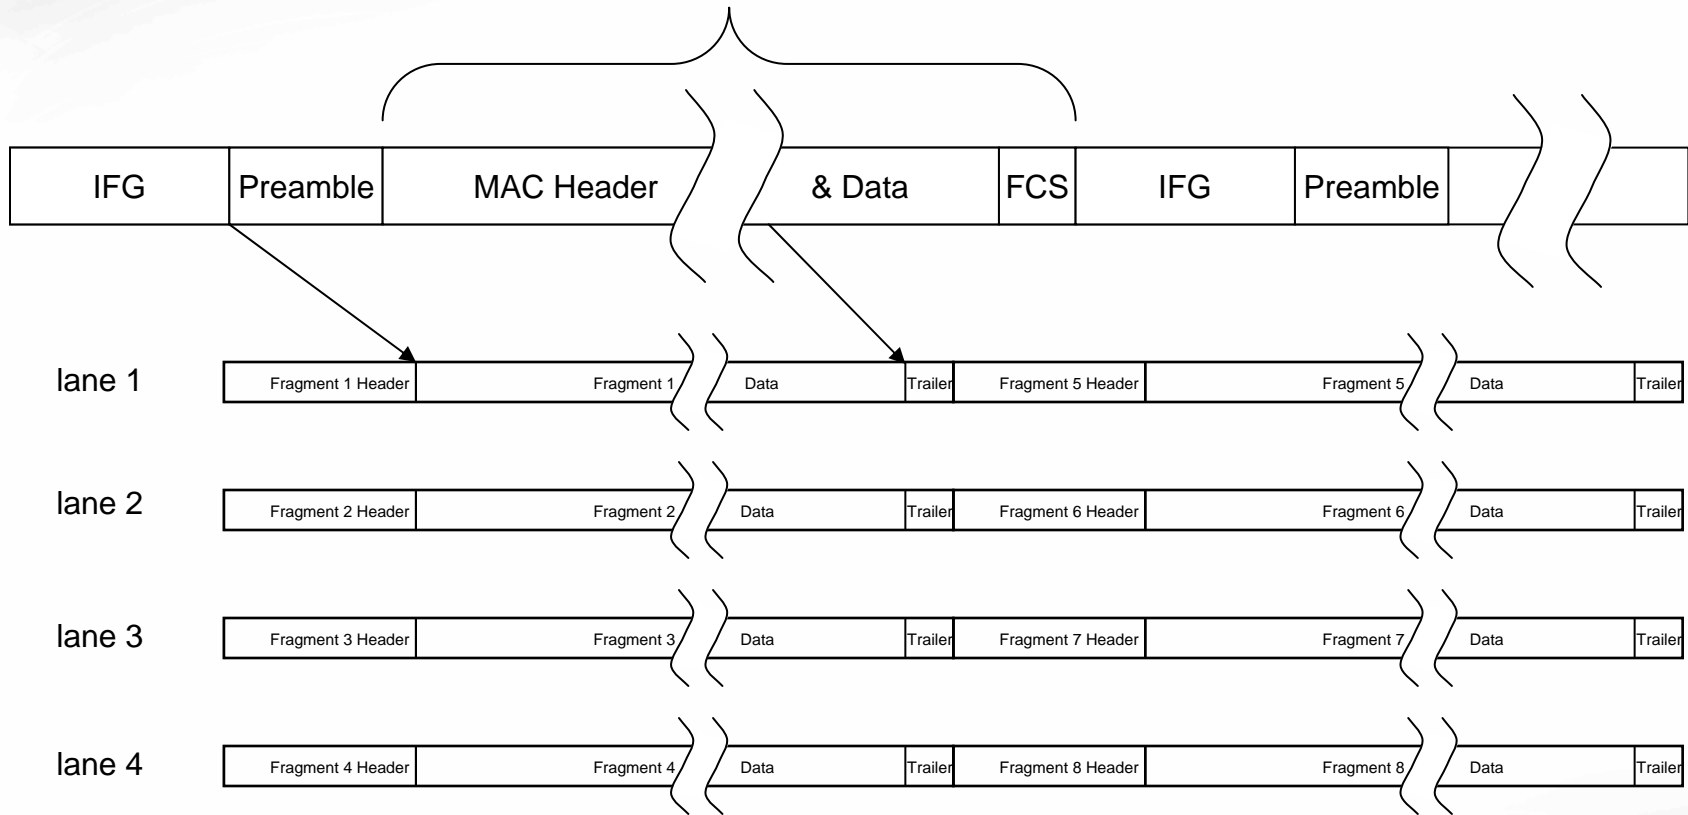 IFG Preamble MAC Header & Data FCS IFG Preamble
lane 1 Fragment 1 Header Fragment 1 Data Trailer Fragment 5 Header Fragment 5 Data Trailer
lane 2 Fragment 2 Header Fragment 2 Data Trailer Fragment 6 Header Fragment 6 Data Trailer
lane 3 Fragment 3 Header Fragment 3 Data Trailer Fragment 7 Header Fragment 7 Data Trailer
lane 4 Fragment 4 Header Fragment 4 Data Trailer Fragment 8 Header Fragment 8 Data Trailer